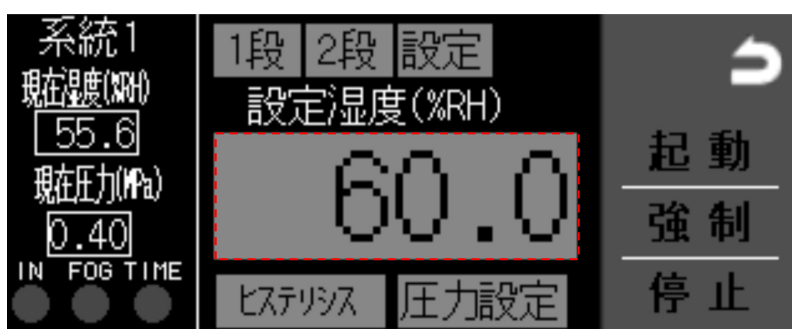 系統1
現在湿度(%RH)
55.6
現在圧力(MPa)
0.40
IN FOG TIME
1段 2段 設定
設定湿度(%RH)
60.0
ヒステリシス 圧力設定
起動
強制
停止